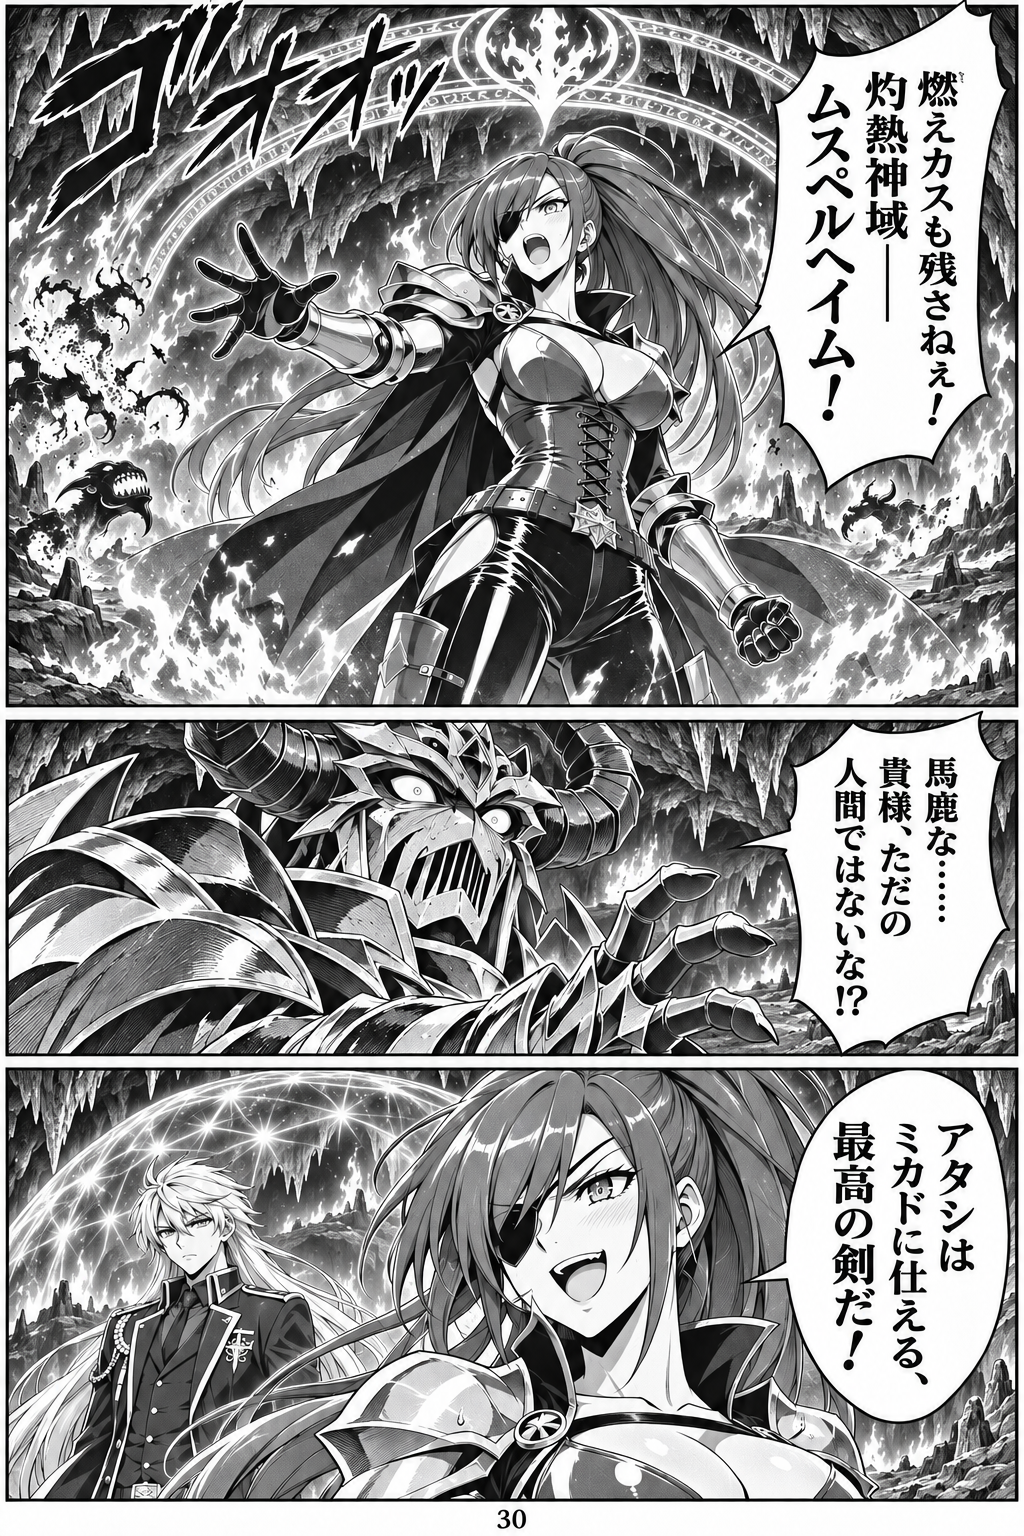 ゴオオオッ
燃えカスも残さねぇ！
灼熱神域――
ムスペルヘイム！
馬鹿な……
貴様、ただの
人間ではないな!?
アタシは
ミカドに仕える、
最高の剣だ！
30